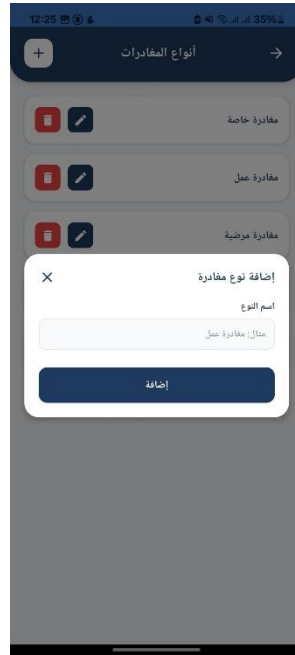 12:25 35%
أنواع المغادرات
مغادرة خاصة
مغادرة عمل
مغادرة مرضية
إضافة نوع مغادرة
اسم النوع
مثال: مغادرة عمل
إضافة